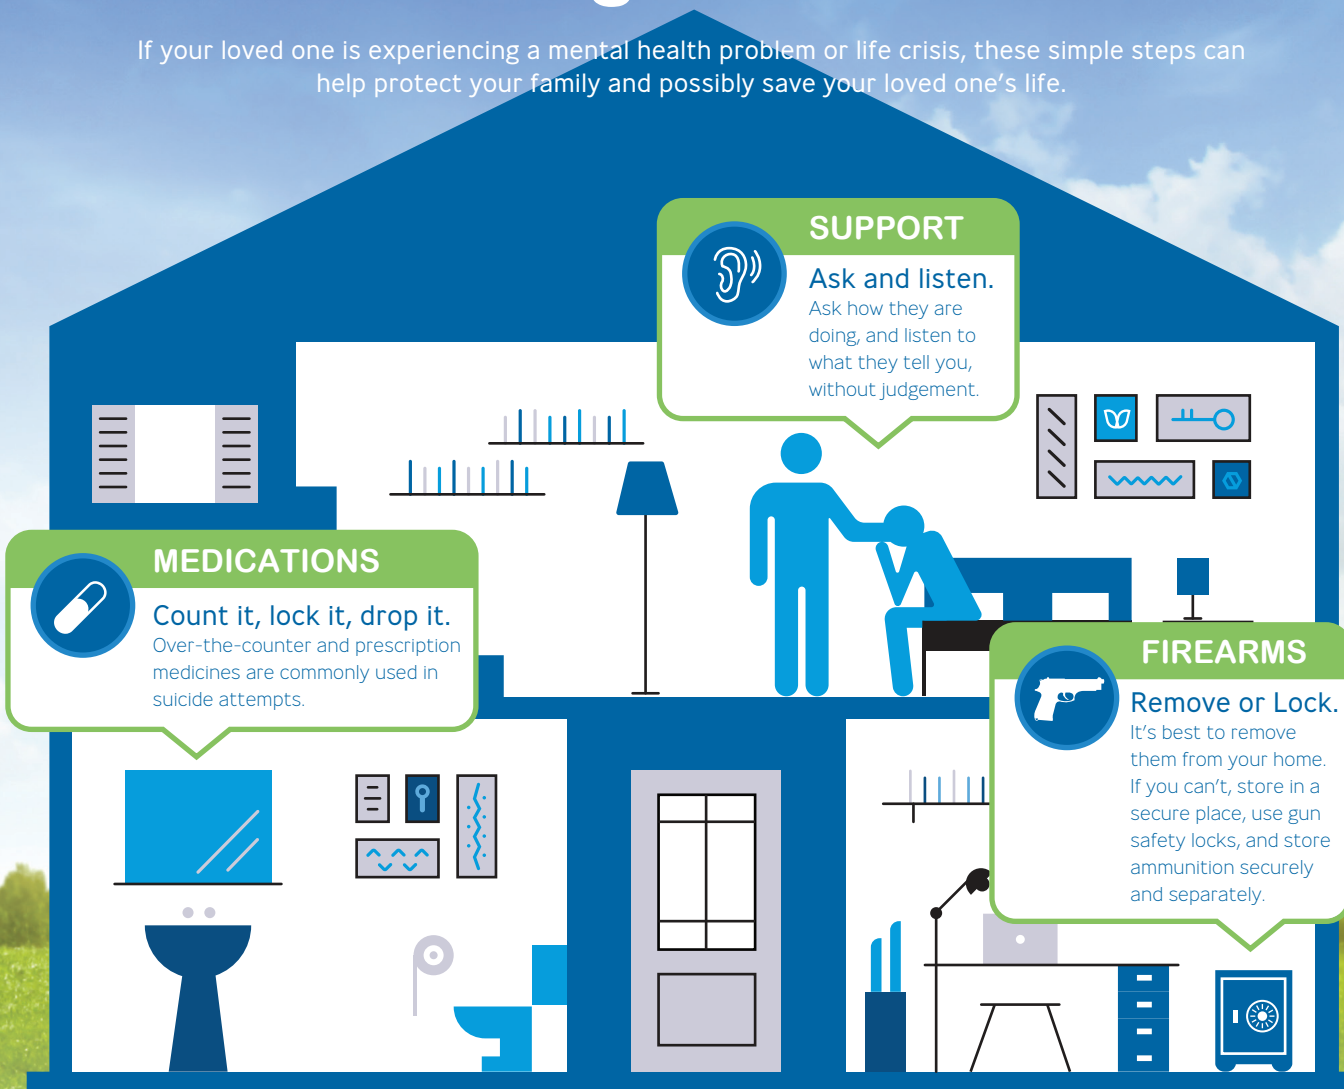 If your loved one is experiencing a mental health problem or life crisis, these simple steps can
help protect your family and possibly save your loved one's life.
SUPPORT
Ask and listen.
Ask how they are
doing, and listen to
what they tell you,
without judgement.
MEDICATIONS
Count it, lock it, drop it.
Over-the-counter and prescription
medicines are commonly used in
suicide attempts.
FIREARMS
Remove or Lock.
It's best to remove
them from your home.
If you can't, store in a
secure place, use gun
safety locks, and store
ammunition securely
and separately.